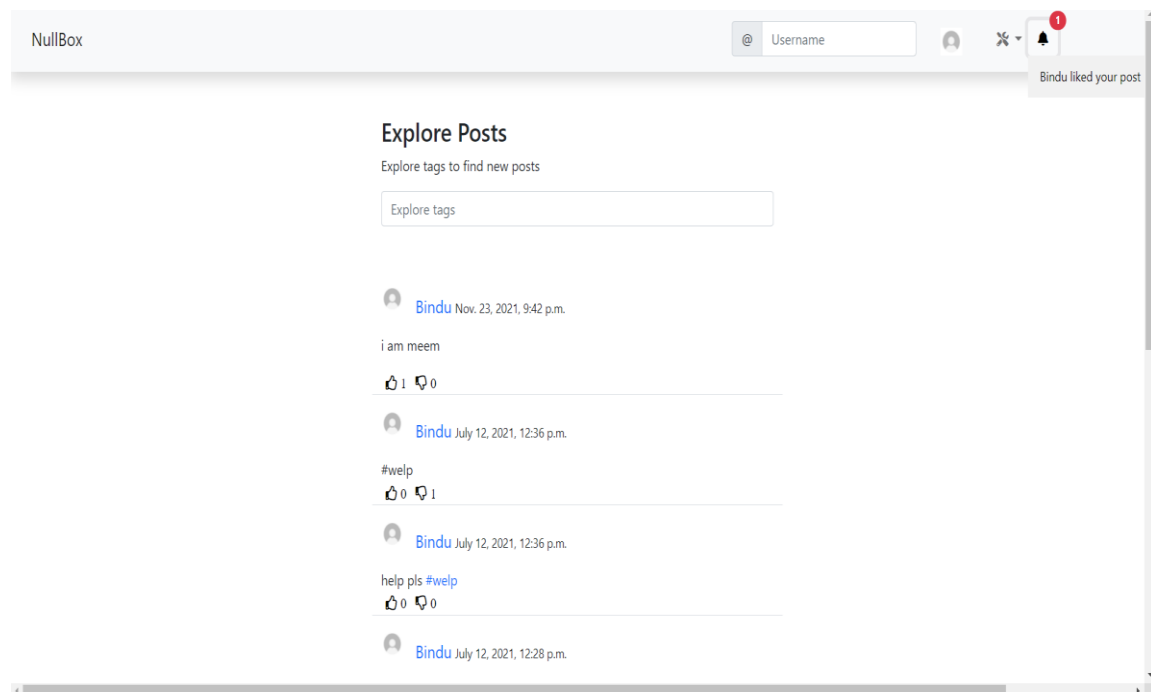 NullBox
@ Username
1
Bindu liked your post
Explore Posts
Explore tags to find new posts
Explore tags
Bindu Nov. 23, 2021, 9:42 p.m.
i am meem
1 0
Bindu July 12, 2021, 12:36 p.m.
#welp
0 1
Bindu July 12, 2021, 12:36 p.m.
help pls #welp
0 0
Bindu July 12, 2021, 12:28 p.m.